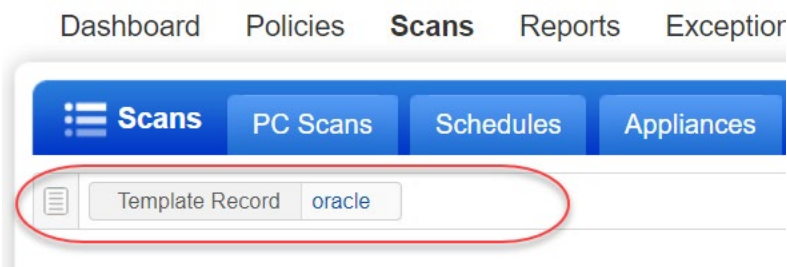 Dashboard Policies Scans Reports Exception
Scans PC Scans Schedules Appliances
Template Record oracle